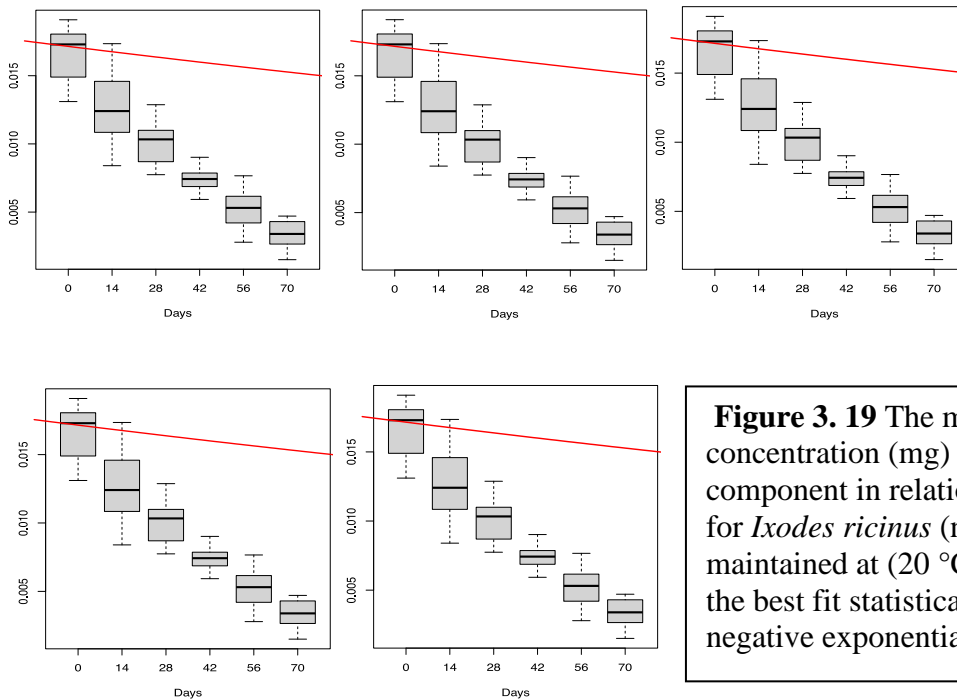 0.015
0.010
0.005
0 14 28 42 56 70
Days
0.015
0.010
0.005
0 14 28 42 56 70
Days
0.015
0.010
0.005
0 14 28 42 56 70
Days
0.015
0.010
0.005
0 14 28 42 56 70
Days
0.015
0.010
0.005
0 14 28 42 56 70
Days
Figure 3. 19 The m
concentration (mg)
component in relatio
for Ixodes ricinus (n
maintained at (20 °C
the best fit statistica
negative exponentia